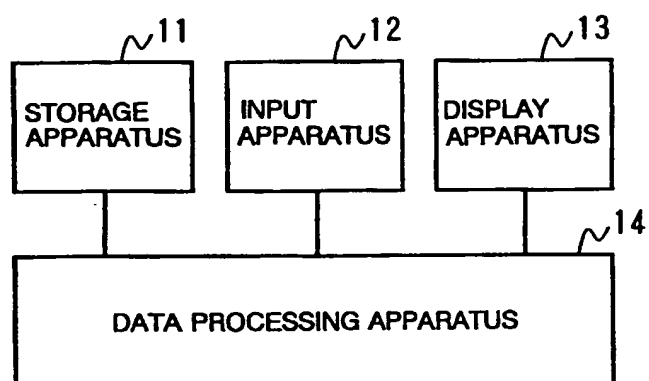 11
12
13
STORAGE
APPARATUS
INPUT
APPARATUS
DISPLAY
APPARATUS
14
DATA PROCESSING APPARATUS